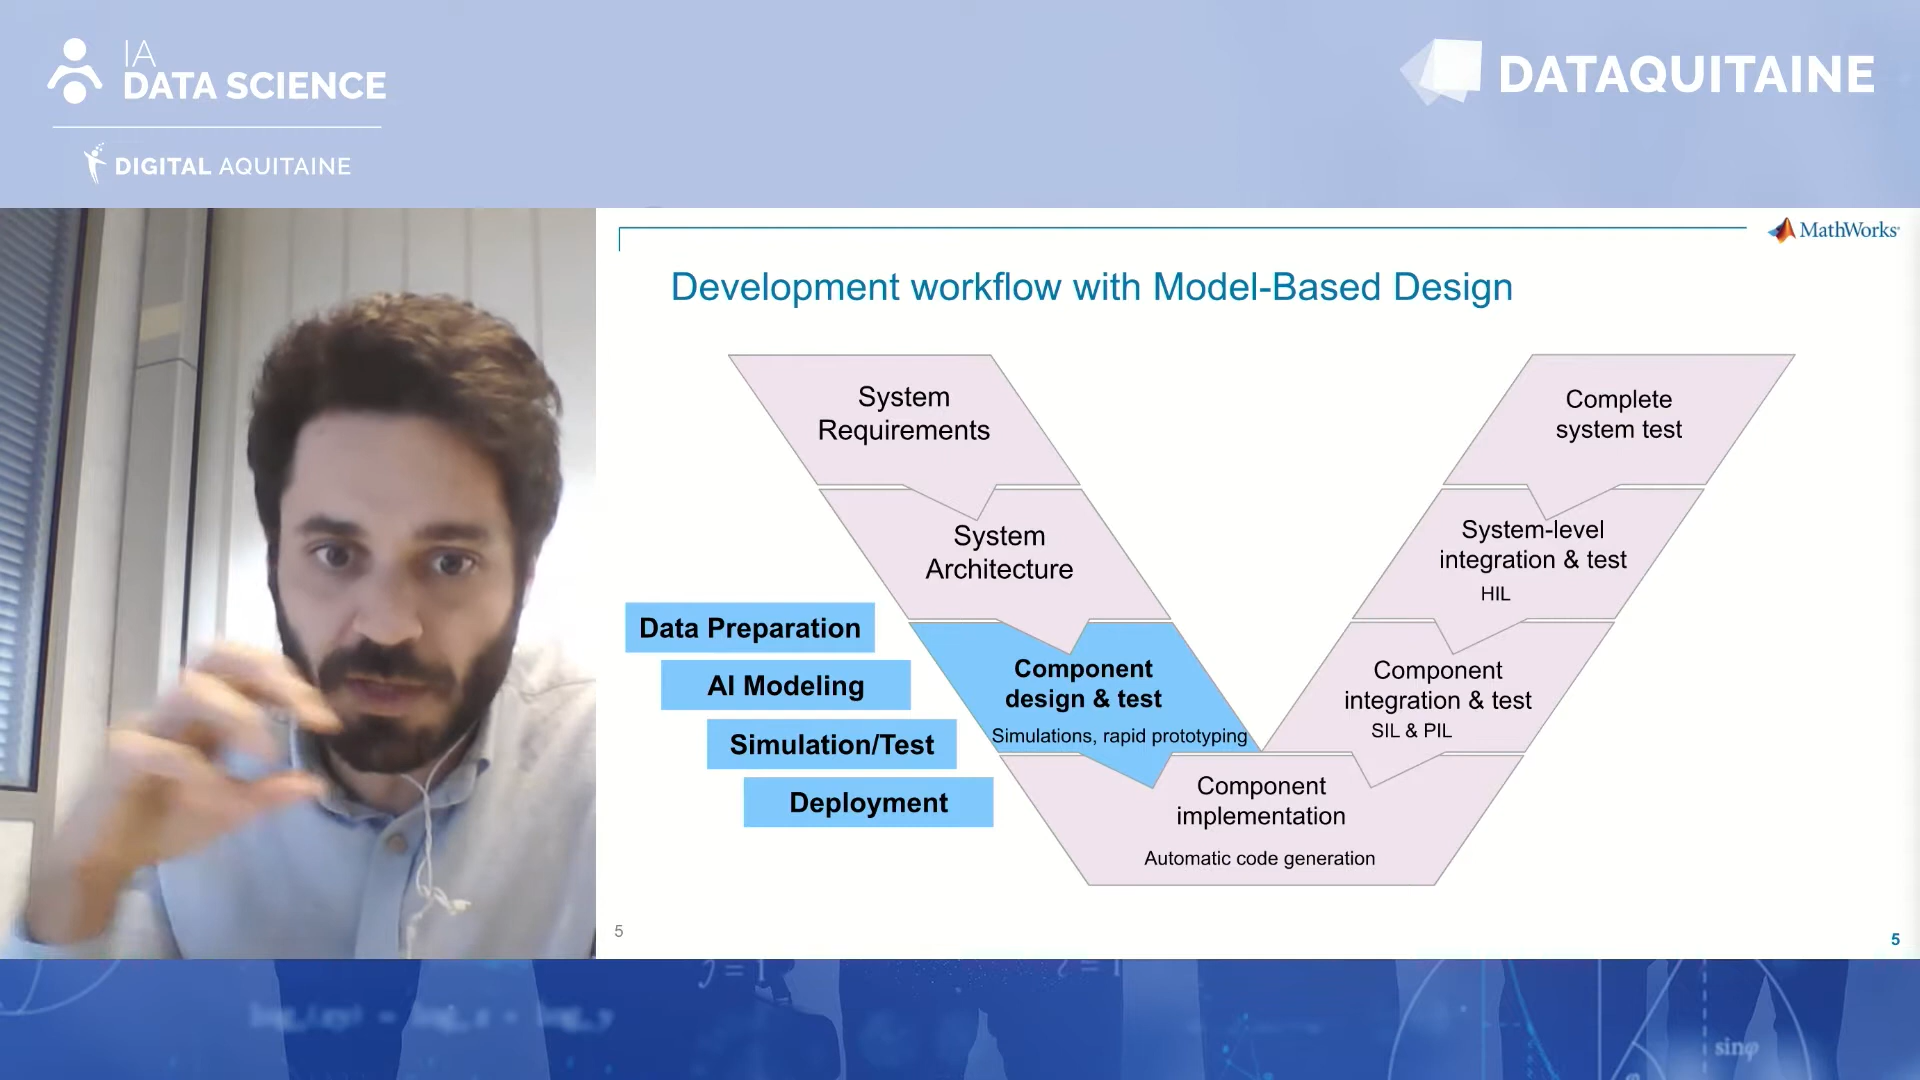 IA
DATA SCIENCE
DIGITAL AQUITAINE
DATAQUITAINE
MathWorks
Development workflow with Model-Based Design
System
Requirements
System
Architecture
Data Preparation
AI Modeling
Simulation/Test
Deployment
Component
design & test
Simulations, rapid prototyping
Component
implementation
Automatic code generation
Complete
system test
System-level
integration & test
HIL
Component
integration & test
SIL & PIL
5
5
sinφ